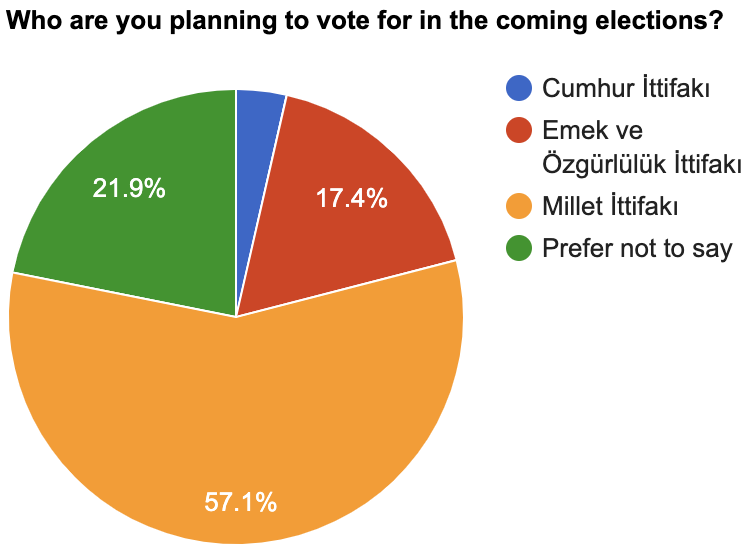 Who are you planning to vote for in the coming elections?
Cumhur İttifakı
Emek ve
Özgürlülük İttifakı
Millet İttifakı
Prefer not to say
21.9%
17.4%
57.1%